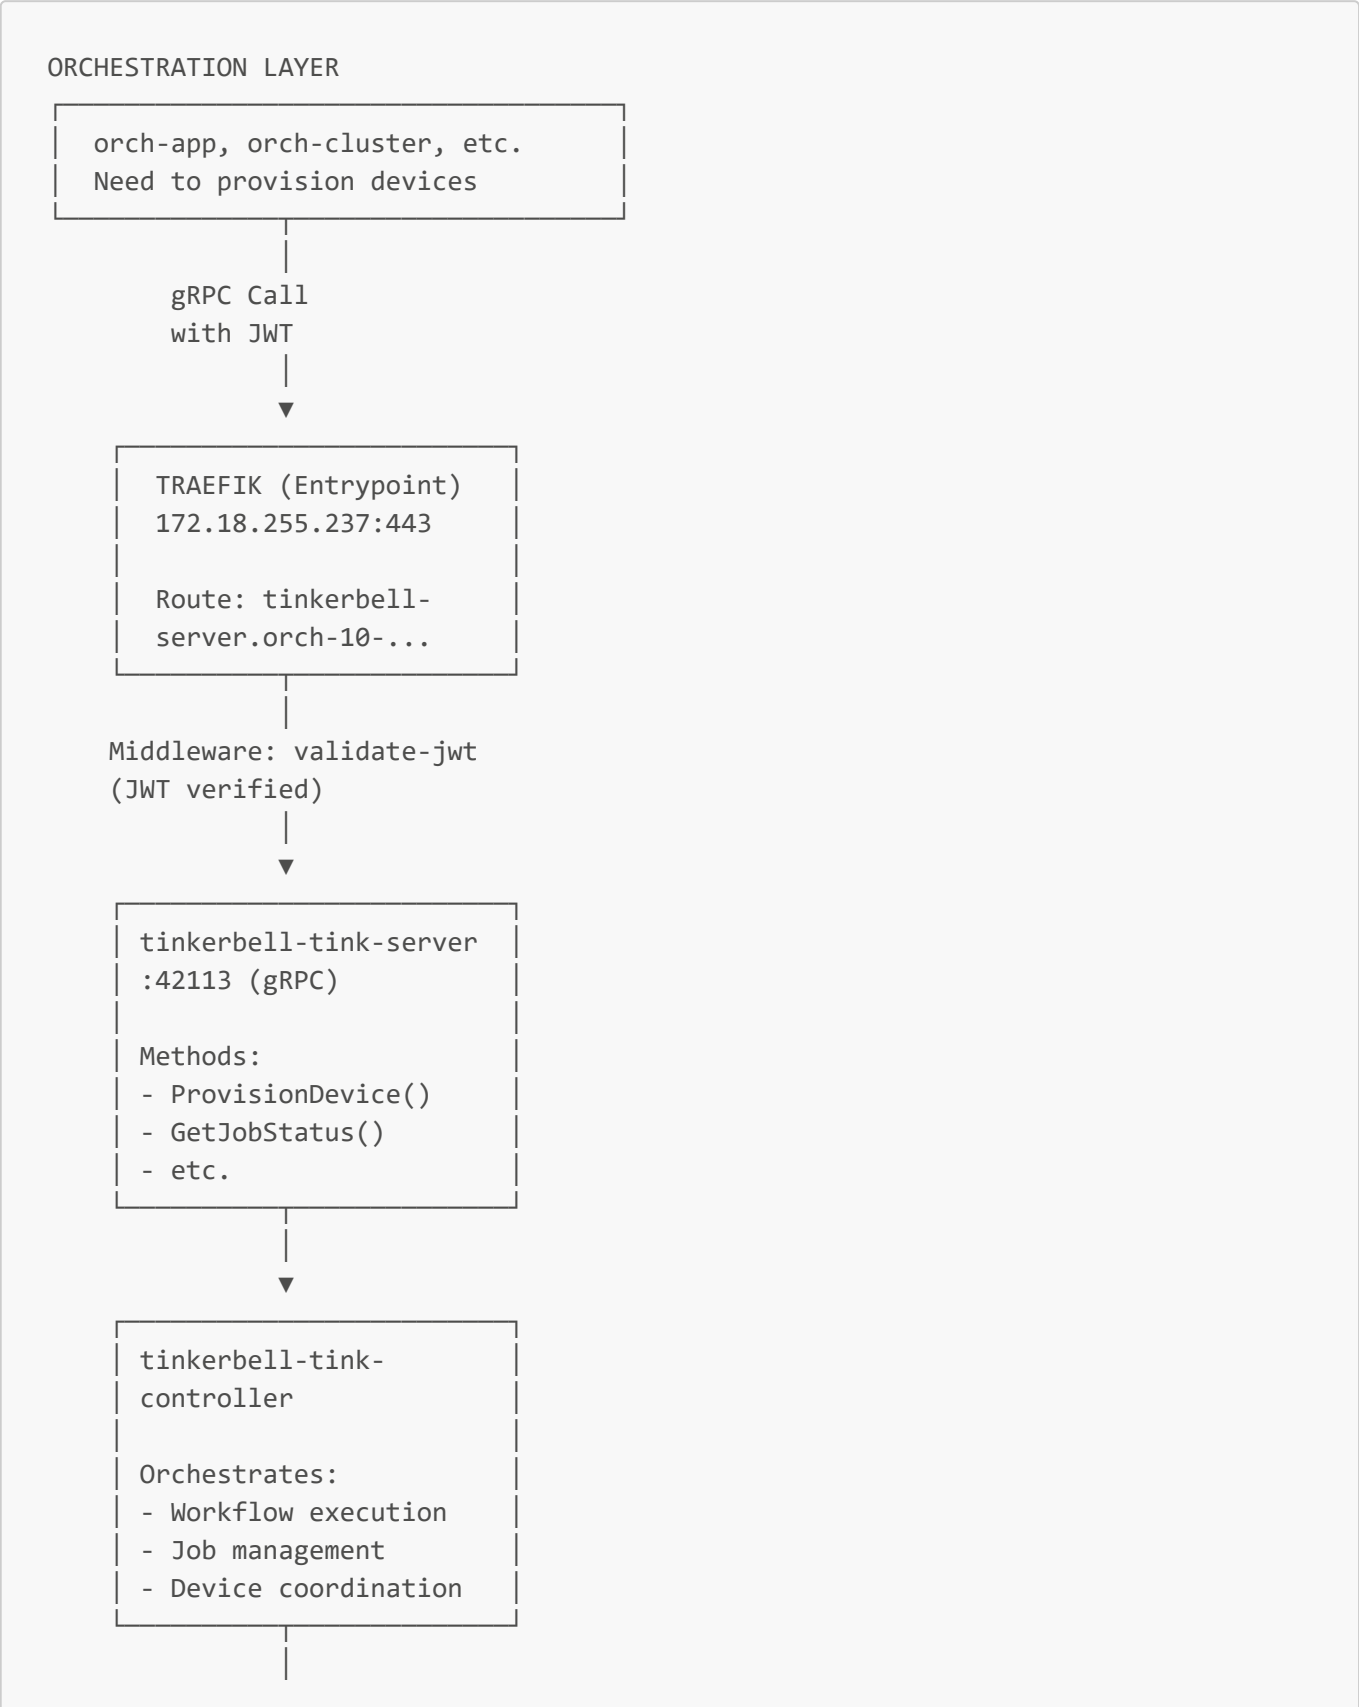 ORCHESTRATION LAYER
orch-app, orch-cluster, etc.
Need to provision devices
gRPC Call
with JWT
TRAEFIK (Entrypoint)
172.18.255.237:443
Route: tinkerbell-
server.orch-10-...
Middleware: validate-jwt
(JWT verified)
tinkerbell-tink-server
:42113 (gRPC)
Methods:
- ProvisionDevice()
- GetJobStatus()
- etc.
tinkerbell-tink-
controller
Orchestrates:
- Workflow execution
- Job management
- Device coordination